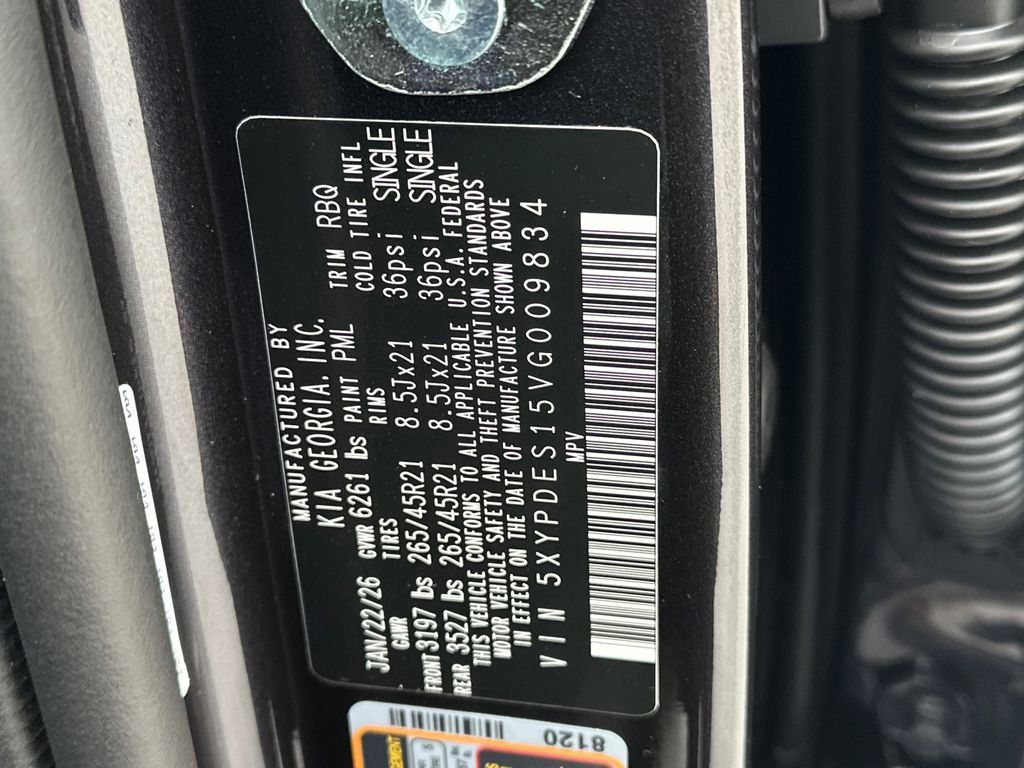 MANUFACTURED BY
KIA GEORGIA. INC.
JAN/22/26 GVWR 6261 lbs PAINT PML TRIM RBQ
GAWR TIRES RIMS COLD TIRE INFL
FRONT 3197 lbs 265/45R21 8.5Jx21 36psi SINGLE
REAR 3527 lbs 265/45R21 8.5Jx21 36psi SINGLE
THIS VEHICLE CONFORMS TO ALL APPLICABLE U.S.A. FEDERAL
MOTOR VEHICLE SAFETY AND THEFT PREVENTION STANDARDS
IN EFFECT ON THE DATE OF MANUFACTURE SHOWN ABOVE
VIN 5XYPDES15VG009834
MPV
8120